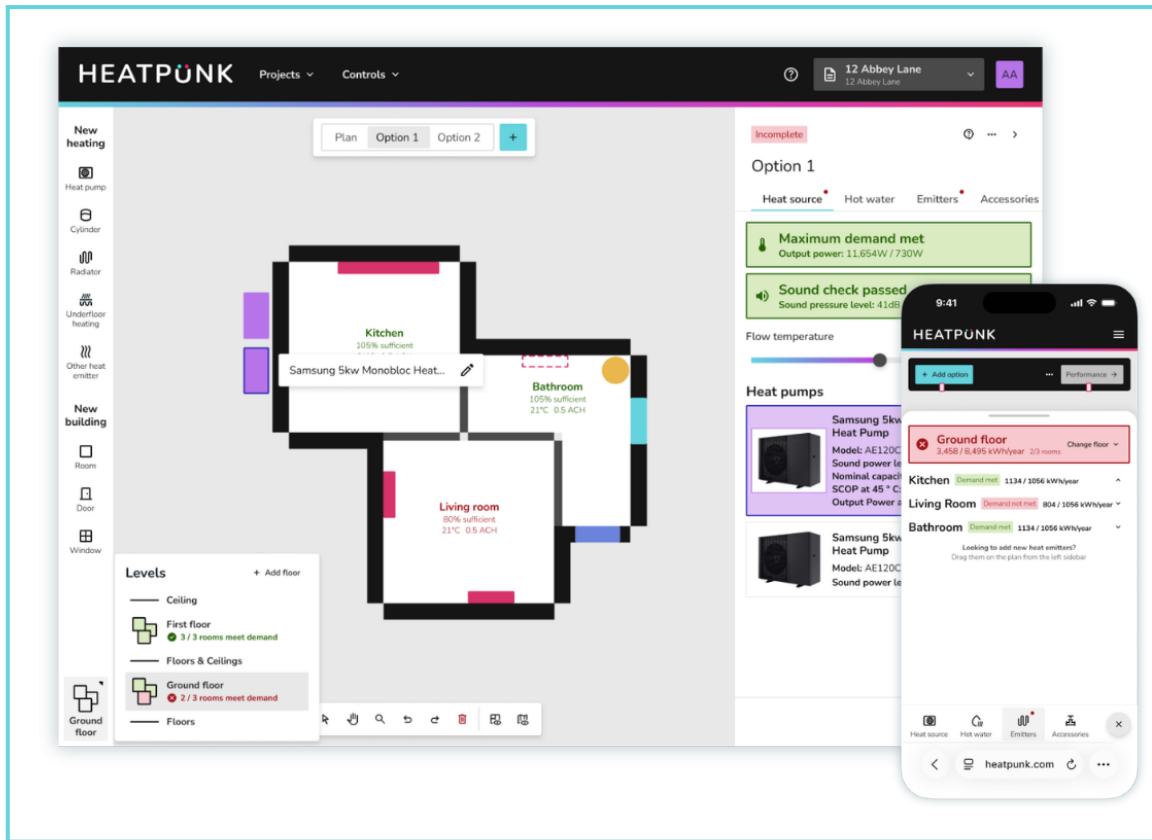 HEATPÜNK
Projects
Controls
12 Abbey Lane
12 Abbey Lane
AA
New
heating
Heat pump
Cylinder
Radiator
Underfloor
heating
Other heat
emitter
New
building
Room
Door
Window
Ground
floor
Plan
Option 1
Option 2
+
Kitchen
105% sufficient
Samsung 5kw Monobloc Heat...
Bathroom
105% sufficient
21°C 0.5 ACH
Living room
80% sufficient
21°C 0.5 ACH
Levels
+ Add floor
Ceiling
First floor
3 / 3 rooms meet demand
Floors & Ceilings
Ground floor
2 / 3 rooms meet demand
Floors
Incomplete
Option 1
Heat source
Hot water
Emitters
Accessories
Maximum demand met
Output power: 11,654W / 730W
Sound check passed
Sound pressure level: 41dB
Flow temperature
Heat pumps
Samsung 5kw
Heat Pump
Model: AE120C
Sound power le
Nominal capacit
SCOP at 45 ° C:
Output Power a
Samsung 5kw
Heat Pump
Model: AE120C
Sound power le
9:41
HEATPÜNK
+ Add option
Performance →
Ground floor
3,458 / 8,495 kWh/year 2/3 rooms
Change floor
Kitchen Demand met 1134 / 1056 kWh/year
Living Room Demand not met 804 / 1056 kWh/year
Bathroom Demand met 1134 / 1056 kWh/year
Looking to add new heat emitters?
Drag them on the plan from the left sidebar
Heat source
Hot water
Emitters
Accessories
heatpunk.com